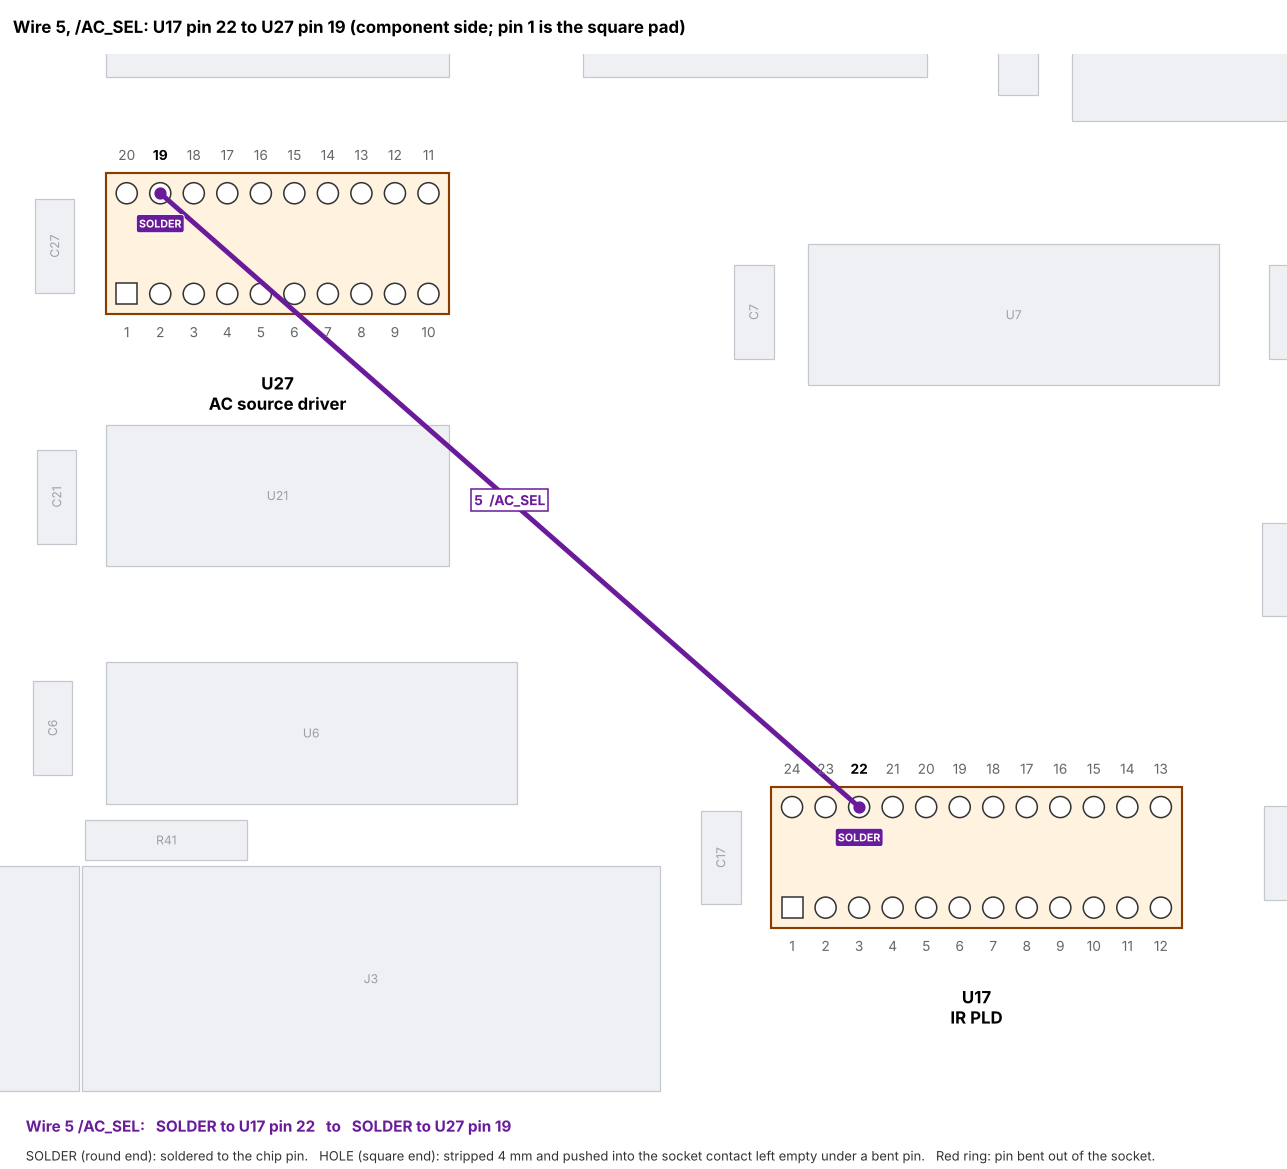 Wire 5, /AC_SEL: U17 pin 22 to U27 pin 19 (component side; pin 1 is the square pad)
20 19 18 17 16 15 14 13 12 11
SOLDER
C27
1 2 3 4 5 6 7 8 9 10
U27
AC source driver
C7
U7
C21
U21
5 /AC_SEL
C6
U6
24 23 22 21 20 19 18 17 16 15 14 13
SOLDER
R41
C17
1 2 3 4 5 6 7 8 9 10 11 12
J3
U17
IR PLD
Wire 5 /AC_SEL: SOLDER to U17 pin 22 to SOLDER to U27 pin 19
SOLDER (round end): soldered to the chip pin. HOLE (square end): stripped 4 mm and pushed into the socket contact left empty under a bent pin. Red ring: pin bent out of the socket.